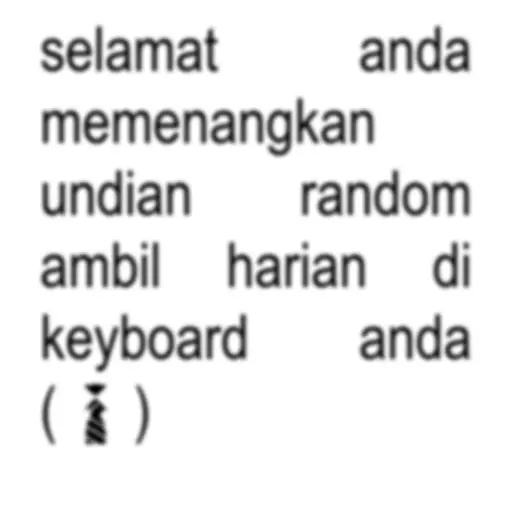 selamat anda
memenangkan
undian random
ambil harian di
keyboard anda
( 👔 )